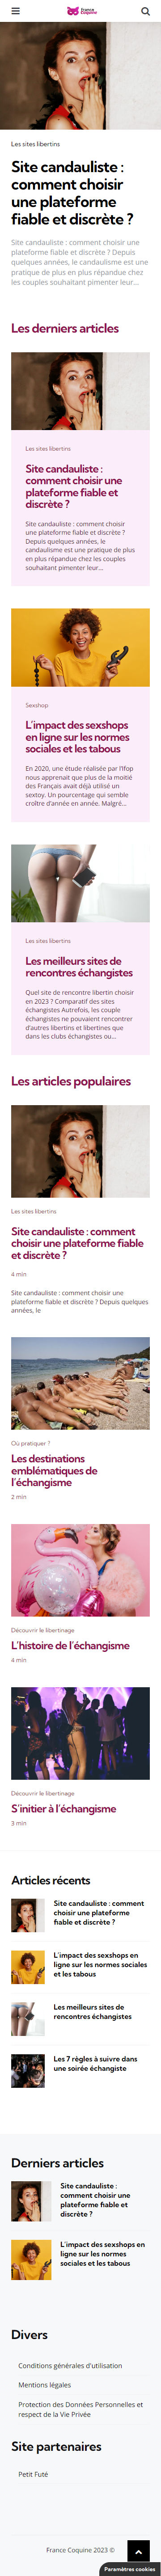 France
Coquine
Les sites libertins
Site candauliste :
comment choisir
une plateforme
fiable et discrète ?
Site candauliste : comment choisir une
plateforme fiable et discrète ? Depuis
quelques années, le candaulisme est une
pratique de plus en plus répandue chez
les couples souhaitant pimenter leur...
Les derniers articles
Les sites libertins
Site candauliste :
comment choisir une
plateforme fiable et
discrète ?
Site candauliste : comment choisir
une plateforme fiable et discrète ?
Depuis quelques années, le
candaulisme est une pratique de plus
en plus répandue chez les couples
souhaitant pimenter leur...
Sexshop
L'impact des sexshops
en ligne sur les normes
sociales et les tabous
En 2020, une étude réalisée par l'Ifop
nous apprenait que plus de la moitié
des Français avait déjà utilisé un
sextoy. Un pourcentage qui semble
croître d'année en année. Malgré...
Les sites libertins
Les meilleurs sites de
rencontres échangistes
Quel site de rencontre libertin choisir
en 2023 ? Comparatif des sites
échangistes Autrefois, les couple
échangistes ne pouvaient rencontrer
d'autres libertins et libertines que
dans les clubs échangistes ou...
Les articles populaires
Les sites libertins
Site candauliste : comment
choisir une plateforme fiable
et discrète ?
4 min
Site candauliste : comment choisir une
plateforme fiable et discrète ? Depuis quelques
années, le
Où pratiquer ?
Les destinations
emblématiques de
l'échangisme
2 min
Découvrir le libertinage
L'histoire de l'échangisme
4 min
Découvrir le libertinage
S'initier à l'échangisme
3 min
Articles récents
Site candauliste : comment
choisir une plateforme
fiable et discrète ?
L'impact des sexshops en
ligne sur les normes sociales
et les tabous
Les meilleurs sites de
rencontres échangistes
Les 7 règles à suivre dans
une soirée échangiste
Derniers articles
Site candauliste :
comment choisir une
plateforme fiable et
discrète ?
L'impact des sexshops en
ligne sur les normes
sociales et les tabous
Divers
Conditions générales d'utilisation
Mentions légales
Protection des Données Personnelles et
respect de la Vie Privée
Site partenaires
Petit Futé
France Coquine 2023 ©
Paramètres cookies